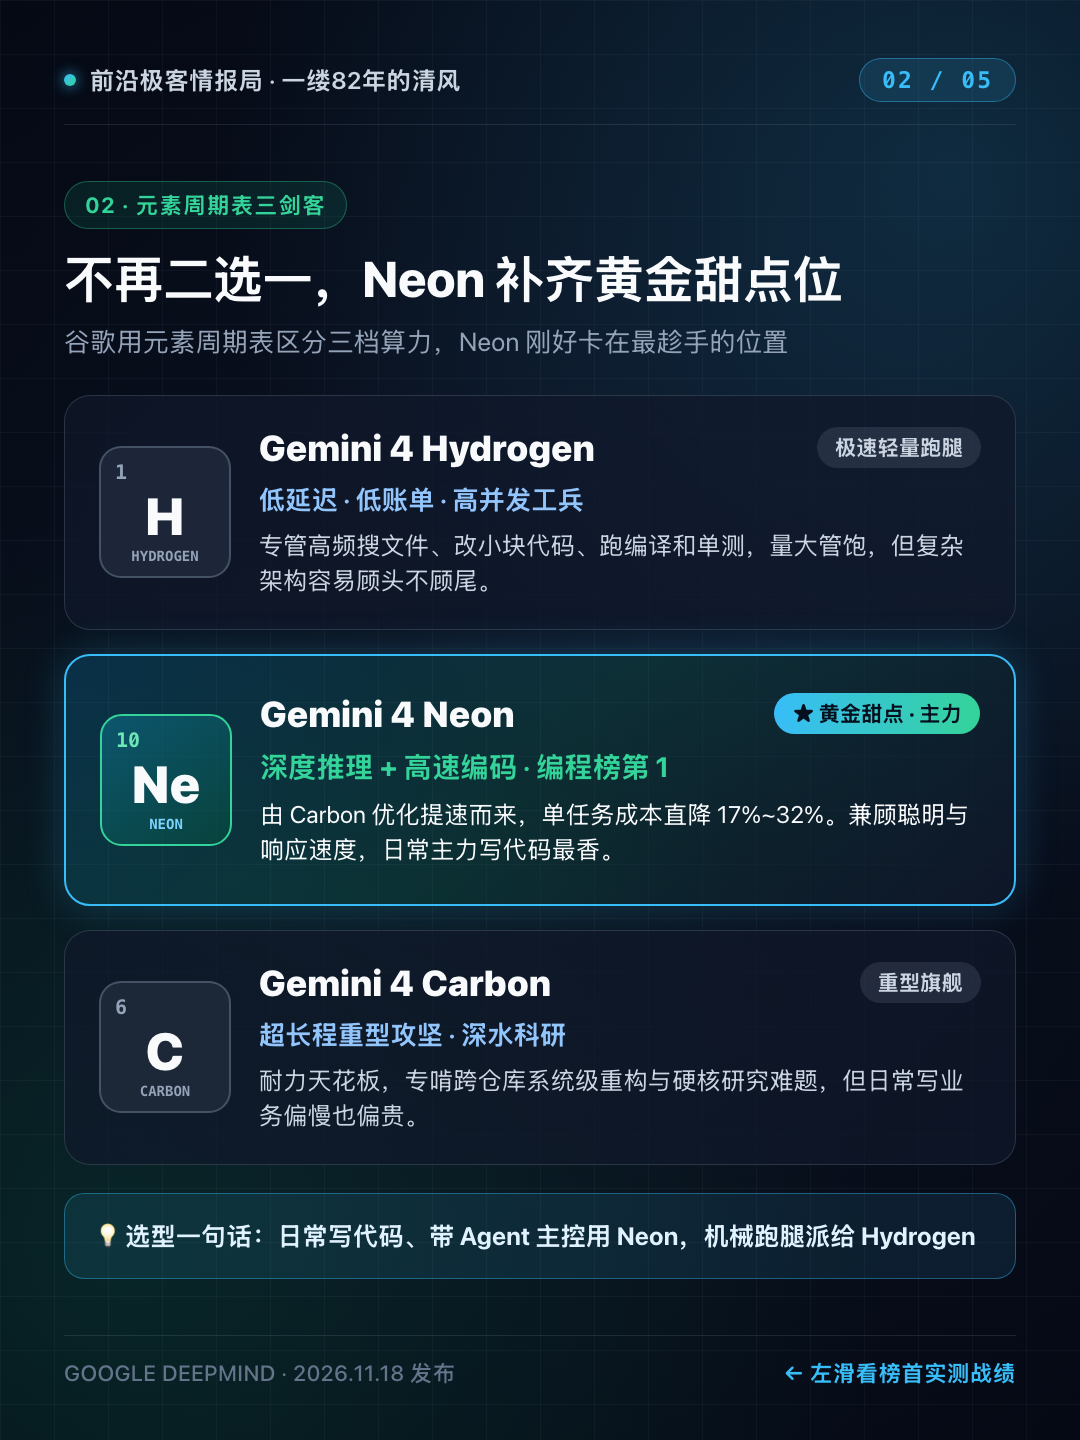 前沿极客情报局 · 一缕82年的清风
02 / 05
02 · 元素周期表三剑客
不再二选一，Neon 补齐黄金甜点位
谷歌用元素周期表区分三档算力，Neon 刚好卡在最趁手的位置
1
H
HYDROGEN
Gemini 4 Hydrogen
极速轻量跑腿
低延迟 · 低账单 · 高并发工兵
专管高频搜文件、改小块代码、跑编译和单测，量大管饱，但复杂
架构容易顾头不顾尾。
10
Ne
NEON
Gemini 4 Neon
★ 黄金甜点 · 主力
深度推理 + 高速编码 · 编程榜第 1
由 Carbon 优化提速而来，单任务成本直降 17%~32%。兼顾聪明与
响应速度，日常主力写代码最香。
6
C
CARBON
Gemini 4 Carbon
重型旗舰
超长程重型攻坚 · 深水科研
耐力天花板，专啃跨仓库系统级重构与硬核研究难题，但日常写业
务偏慢也偏贵。
💡 选型一句话：日常写代码、带 Agent 主控用 Neon，机械跑腿派给 Hydrogen
GOOGLE DEEPMIND · 2026.11.18 发布
← 左滑看榜首实测战绩